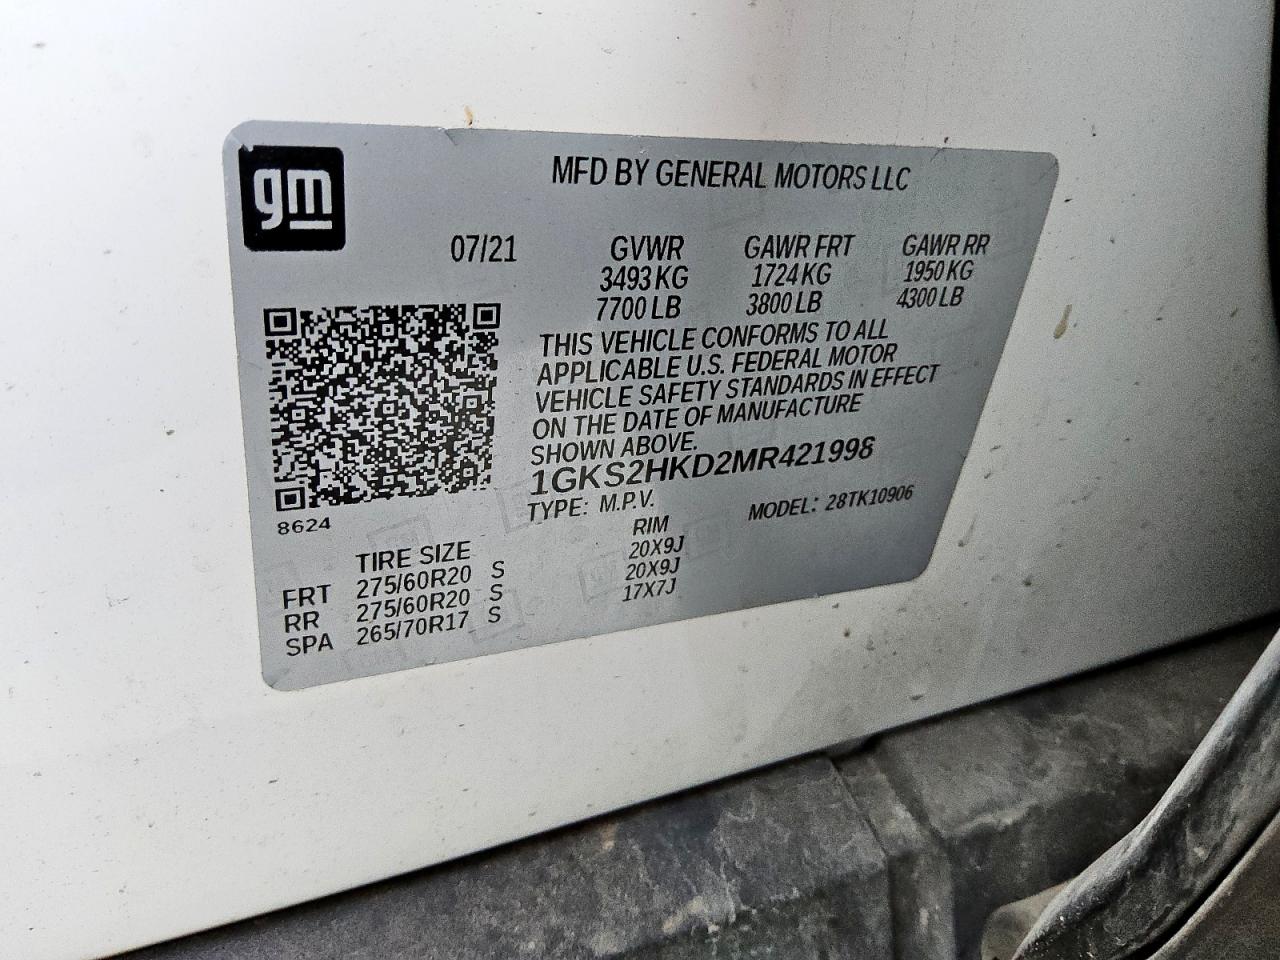 gm
MFD BY GENERAL MOTORS LLC
07/21 GVWR GAWR FRT GAWR RR
3493 KG 1724 KG 1950 KG
7700 LB 3800 LB 4300 LB
THIS VEHICLE CONFORMS TO ALL
APPLICABLE U.S. FEDERAL MOTOR
VEHICLE SAFETY STANDARDS IN EFFECT
ON THE DATE OF MANUFACTURE
SHOWN ABOVE.
1GKS2HKD2MR421998
8624
TYPE: M.P.V. MODEL: 28TK10906
TIRE SIZE RIM
FRT 275/60R20 S 20X9J
RR 275/60R20 S 20X9J
SPA 265/70R17 S 17X7J